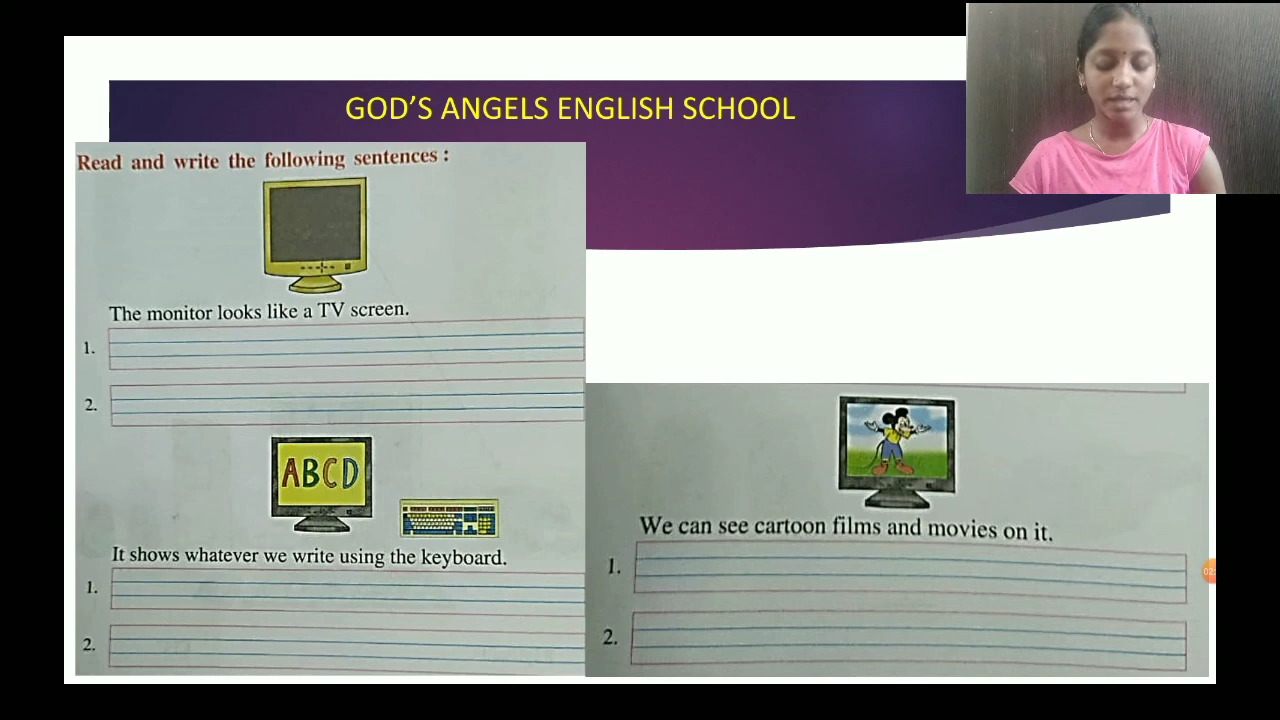 GOD’S ANGELS ENGLISH SCHOOL
Read and write the following sentences :
The monitor looks like a TV screen.
1.
2.
ABCD
It shows whatever we write using the keyboard.
1.
2.
We can see cartoon films and movies on it.
1.
2.
02: